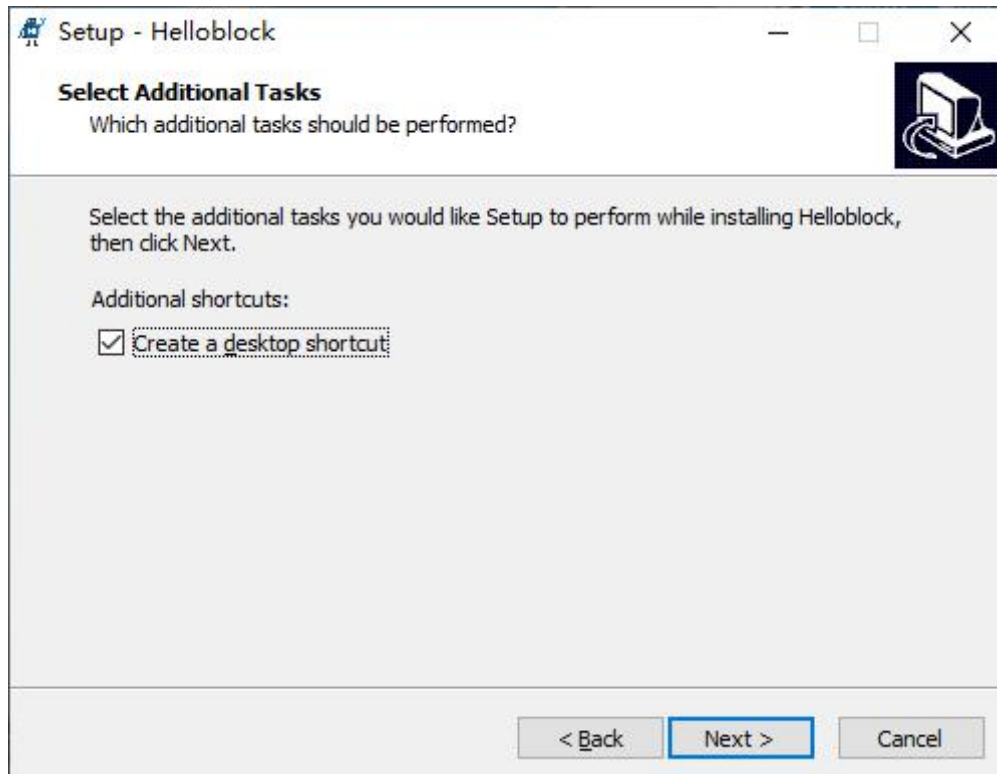 Setup - Helloblock
Select Additional Tasks
Which additional tasks should be performed?
Select the additional tasks you would like Setup to perform while installing Helloblock,
then click Next.
Additional shortcuts:
Create a desktop shortcut
< Back
Next >
Cancel